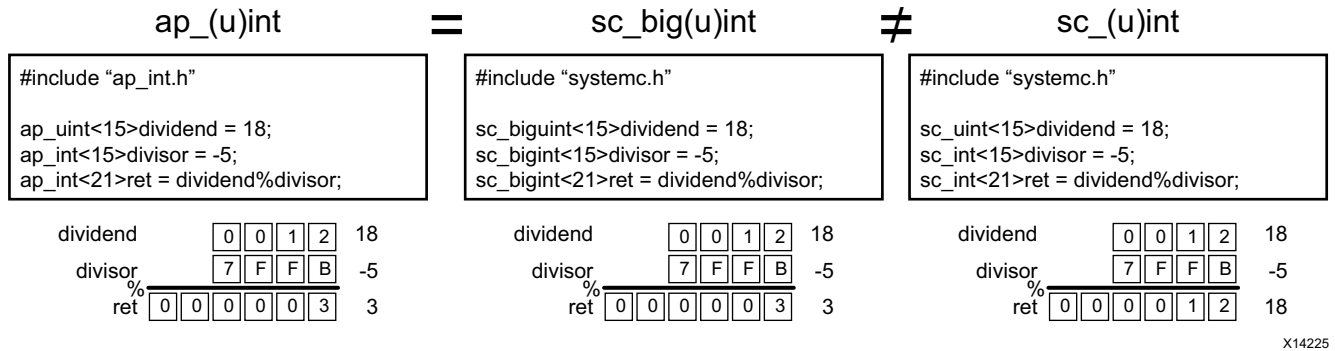 ap_(u)int = sc_big(u)int ≠ sc_(u)int
#include “ap_int.h”
ap_uint<15>dividend = 18;
ap_int<15>divisor = -5;
ap_int<21>ret = dividend%divisor;
#include “systemc.h”
sc_biguint<15>dividend = 18;
sc_bigint<15>divisor = -5;
sc_bigint<21>ret = dividend%divisor;
#include “systemc.h”
sc_uint<15>dividend = 18;
sc_int<15>divisor = -5;
sc_int<21>ret = dividend%divisor;
dividend 0 0 1 2 18
divisor 7 F F B -5
%
ret 0 0 0 0 0 3 3
dividend 0 0 1 2 18
divisor 7 F F B -5
%
ret 0 0 0 0 0 3 3
dividend 0 0 1 2 18
divisor 7 F F B -5
%
ret 0 0 0 0 1 2 18
X14225